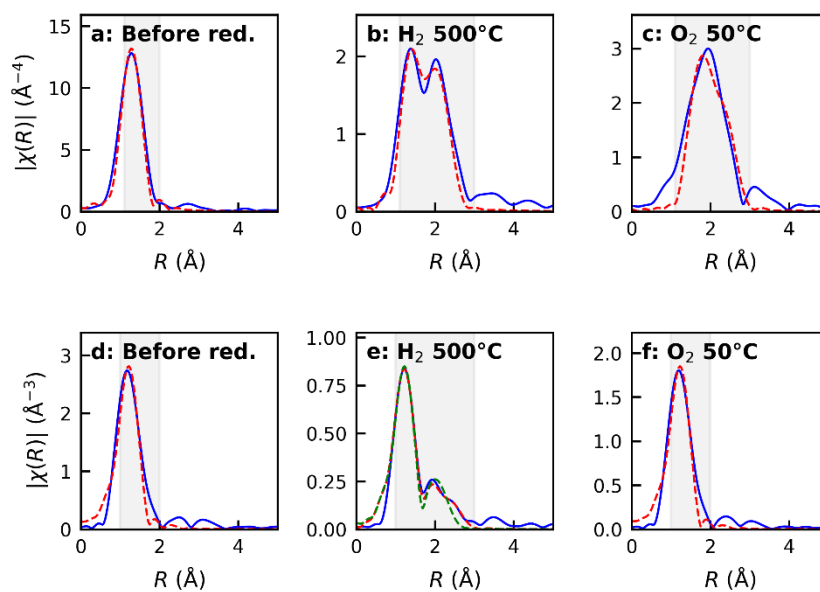 a: Before red.
b: H₂ 500°C
c: O₂ 50°C
|χ(R)| (Å⁻⁴)
15
10
5
0
2
1
0
3
2
1
0
0 2 4
0 2 4
0 2 4
R (Å)
R (Å)
R (Å)
d: Before red.
e: H₂ 500°C
f: O₂ 50°C
|χ(R)| (Å⁻³)
3
2
1
0
1.00
0.75
0.50
0.25
0.00
2.0
1.5
1.0
0.5
0.0
0 2 4
0 2 4
0 2 4
R (Å)
R (Å)
R (Å)